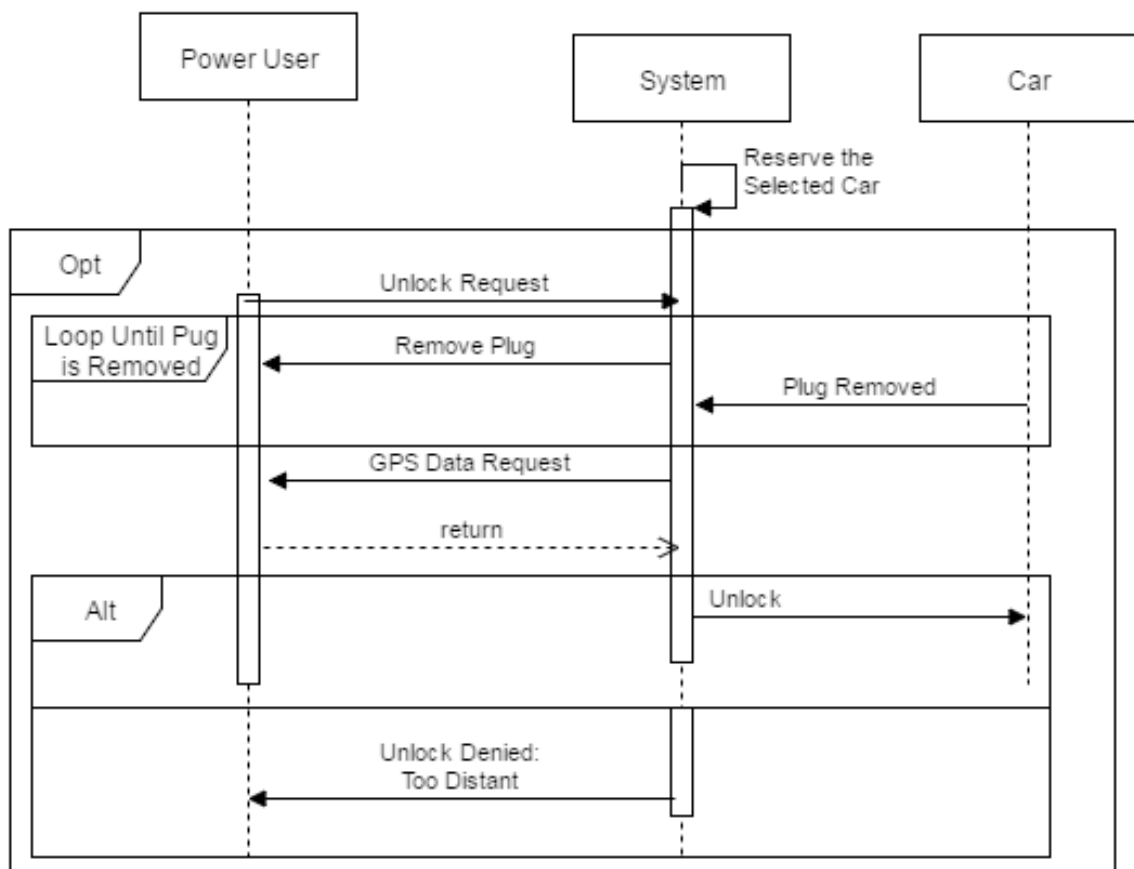 Power User
System
Car
Reserve the
Selected Car
Opt
Unlock Request
Loop Until Pug
is Removed
Remove Plug
Plug Removed
GPS Data Request
return
Alt
Unlock
Unlock Denied:
Too Distant